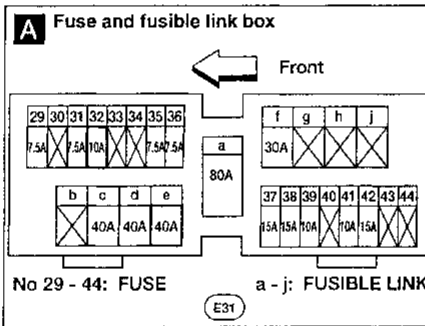 A Fuse and fusible link box
Front
29 30 31 32 33 34 35 36
7.5A 7.5A 10A 7.5A 7.5A
a
80A
f g h j
30A
b c d e
40A 40A 40A
37 38 39 40 41 42 43 44
15A 15A 10A 10A 15A
No 29 - 44: FUSE
a - j: FUSIBLE LINK
E31